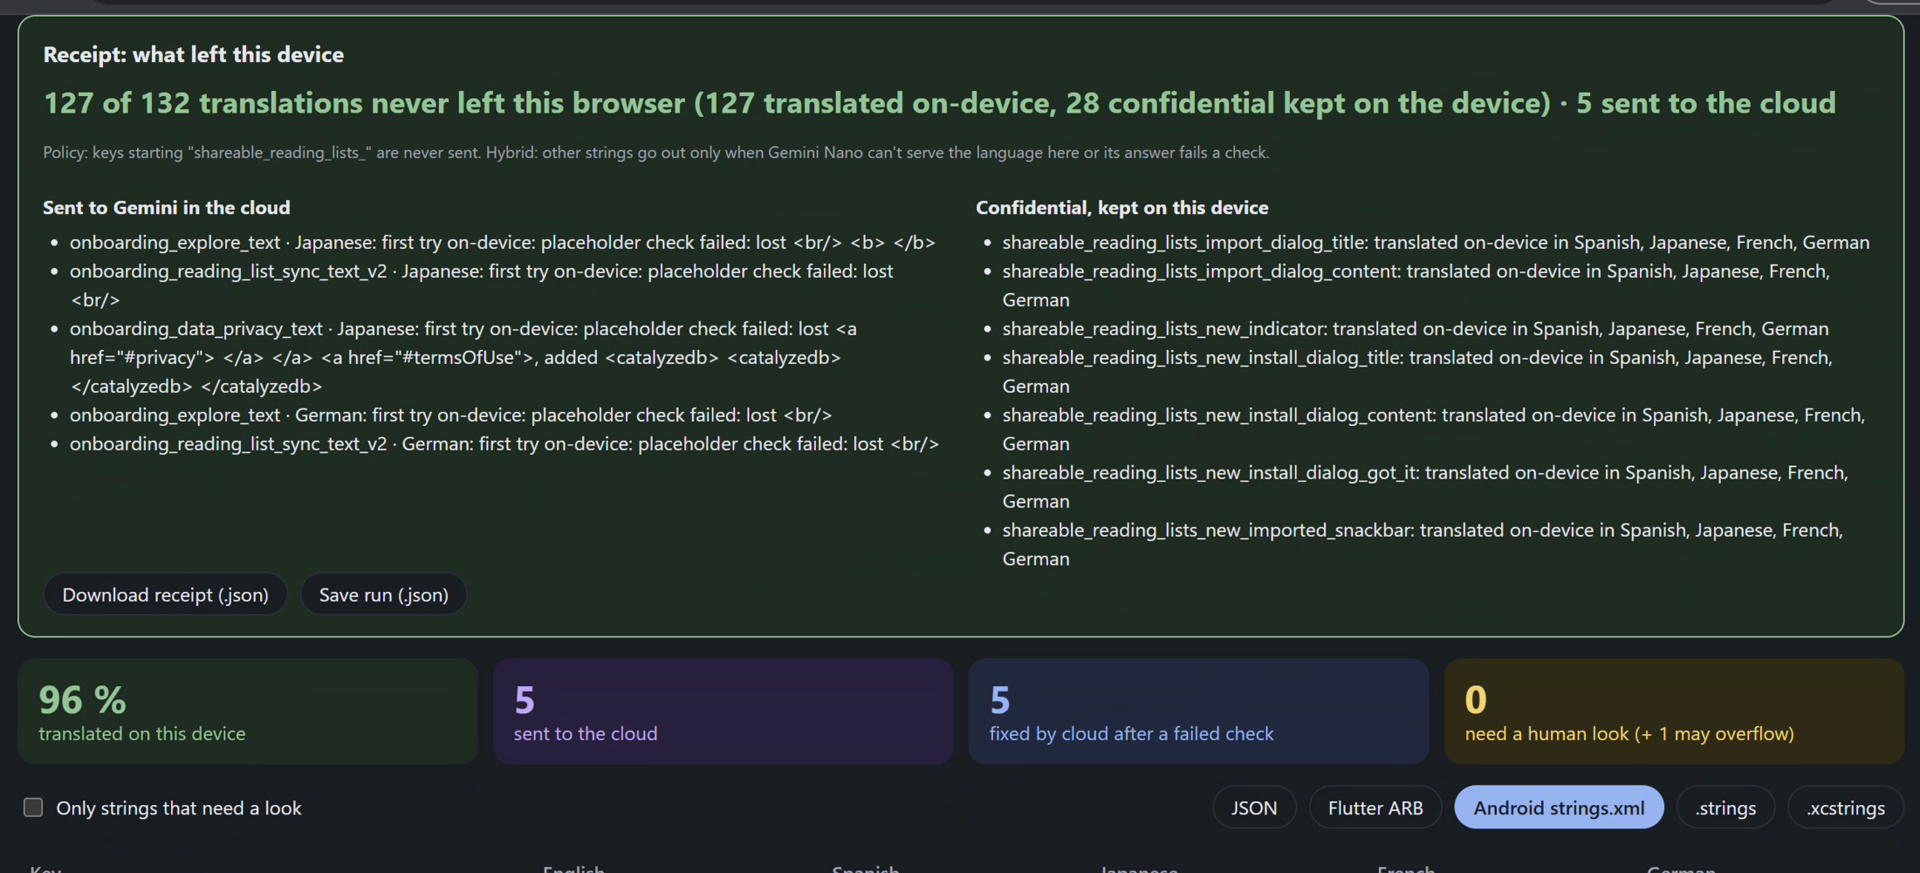 Receipt: what left this device
127 of 132 translations never left this browser (127 translated on-device, 28 confidential kept on the device) · 5 sent to the cloud
Policy: keys starting "shareable_reading_lists_" are never sent. Hybrid: other strings go out only when Gemini Nano can't serve the language here or its answer fails a check.
Sent to Gemini in the cloud
• onboarding_explore_text · Japanese: first try on-device: placeholder check failed: lost <br/> <b> </b>
• onboarding_reading_list_sync_text_v2 · Japanese: first try on-device: placeholder check failed: lost
<br/>
• onboarding_data_privacy_text · Japanese: first try on-device: placeholder check failed: lost <a
href="#privacy"> </a> </a> <a href="#termsOfUse">, added <catalyzedb> <catalyzedb>
</catalyzedb> </catalyzedb>
• onboarding_explore_text · German: first try on-device: placeholder check failed: lost <br/>
• onboarding_reading_list_sync_text_v2 · German: first try on-device: placeholder check failed: lost <br/>
Confidential, kept on this device
• shareable_reading_lists_import_dialog_title: translated on-device in Spanish, Japanese, French, German
• shareable_reading_lists_import_dialog_content: translated on-device in Spanish, Japanese, French,
German
• shareable_reading_lists_new_indicator: translated on-device in Spanish, Japanese, French, German
• shareable_reading_lists_new_install_dialog_title: translated on-device in Spanish, Japanese, French,
German
• shareable_reading_lists_new_install_dialog_content: translated on-device in Spanish, Japanese, French,
German
• shareable_reading_lists_new_install_dialog_got_it: translated on-device in Spanish, Japanese, French,
German
• shareable_reading_lists_new_imported_snackbar: translated on-device in Spanish, Japanese, French,
German
Download receipt (.json) Save run (.json)
96 %
translated on this device
5
sent to the cloud
5
fixed by cloud after a failed check
0
need a human look (+ 1 may overflow)
Only strings that need a look
JSON Flutter ARB Android strings.xml .strings .xcstrings
Key English Spanish Japanese French German